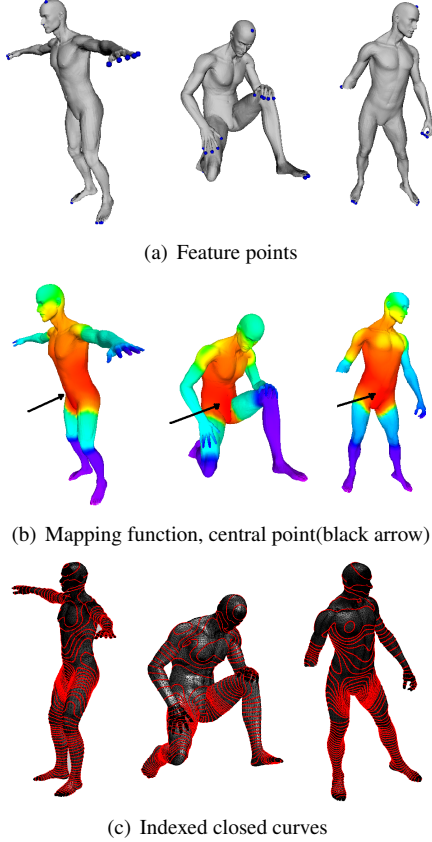 (a) Feature points
(b) Mapping function, central point(black arrow)
(c) Indexed closed curves